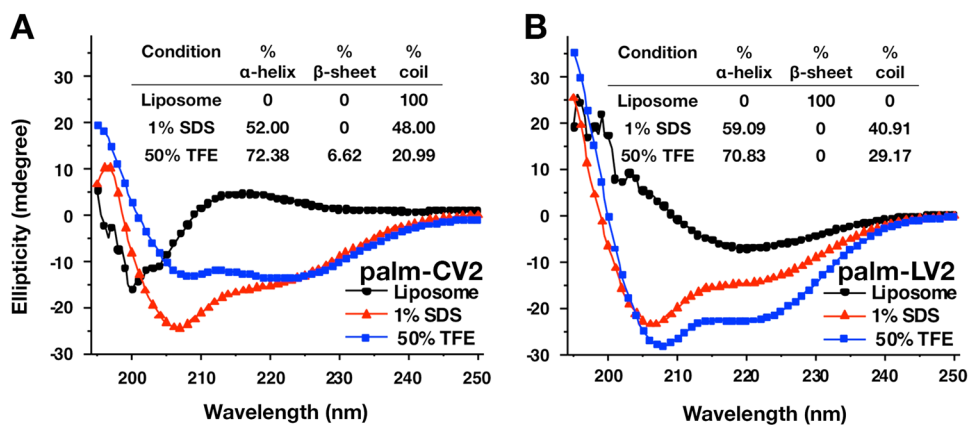 A
Condition % % %
α-helix β-sheet coil
Liposome 0 0 100
1% SDS 52.00 0 48.00
50% TFE 72.38 6.62 20.99
30
20
10
0
-10
-20
-30
Ellipticity (mdegree)
palm-CV2
Liposome
1% SDS
50% TFE
200 210 220 230 240 250
Wavelength (nm)
B
Condition % % %
α-helix β-sheet coil
Liposome 0 100 0
1% SDS 59.09 0 40.91
50% TFE 70.83 0 29.17
30
20
10
0
-10
-20
-30
palm-LV2
Liposome
1% SDS
50% TFE
200 210 220 230 240 250
Wavelength (nm)